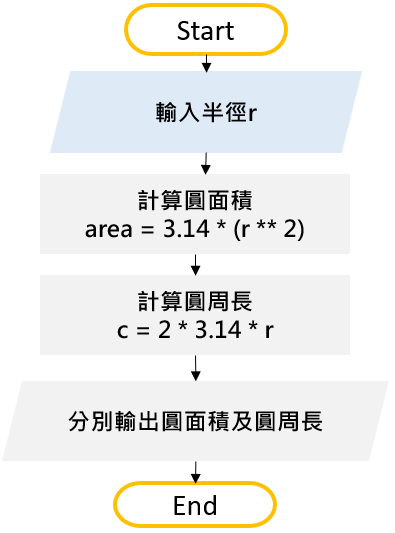 Start
輸入半徑r
計算圓面積
area = 3.14 * (r ** 2)
計算圓周長
c = 2 * 3.14 * r
分別輸出圓面積及圓周長
End